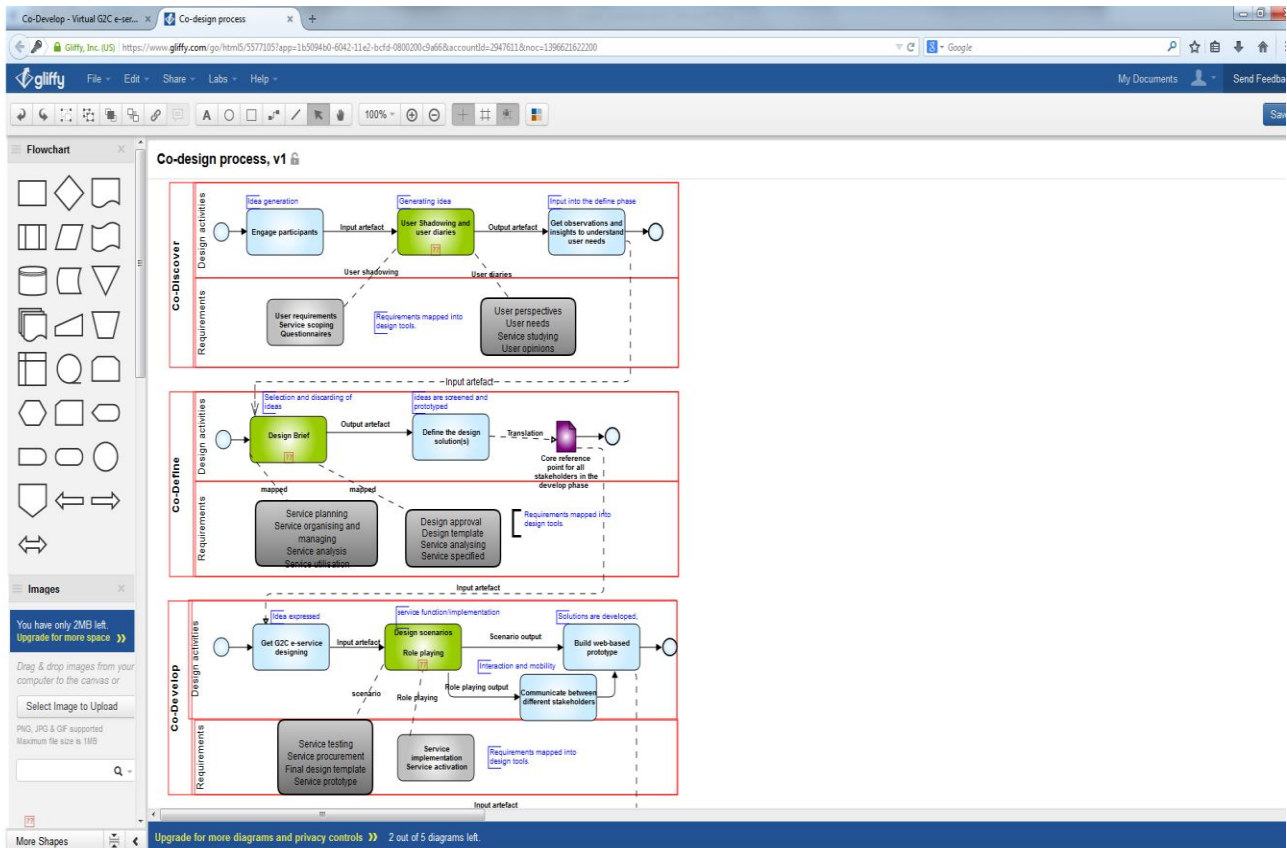 Co-Develop - Virtual G2C e-ser...
Co-design process
Gliffy, Inc. (US)
https://www.gliffy.com/go/html5/5577105?app=1b5094b0-6042-11e2-bcfd-0800200c9a66&accountId=2947611&noc=1396621622200
Google
gliffy
File
Edit
Share
Labs
Help
My Documents
Send Feedba
100%
Sav
Flowchart
Co-design process, v1
Co-Discover
Design activities
Idea generation
Engage participants
Input artefact
Generating idea
User Shadowing and
user diaries
??
Output artefact
Input into the define phase
Get observations and
insights to understand
user needs
User shadowing
User diaries
Requirements
User requirements
Service scoping
Questionnaires
Requirements mapped into
design tools.
User perspectives
User needs
Service studying
User opinions
Input artefact
Co-Define
Design activities
Selection and discarding of
ideas
Design Brief
??
Output artefact
ideas are screened and
prototyped
Define the design
solution(s)
Translation
Core reference
point for all
stakeholders in the
develop phase
mapped
mapped
Requirements
Service planning
Service organising and
managing
Service analysis
Service utilisation
Design approval
Design template
Service analysing
Service specified
Requirements mapped into
design tools.
Input artefact
Co-Develop
Design activities
Idea expressed
Get G2C e-service
designing
Input artefact
service function/implementation
Design scenarios
Role playing
??
Scenario output
Solutions are developed,
Build web-based
prototype
Interaction and mobility
Role playing output
Communicate between
different stakeholders
scenario
Role playing
Requirements
Service testing
Service procurement
Final design template
Service prototype
Service
implementation
Service activation
Requirements mapped into
design tools.
Input artefact
Images
You have only 2MB left.
Upgrade for more space
Drag & drop images from your
computer to the canvas or
Select Image to Upload
PNG, JPG & GIF supported
Maximum file size is 1MB
??
More Shapes
Upgrade for more diagrams and privacy controls
2 out of 5 diagrams left.